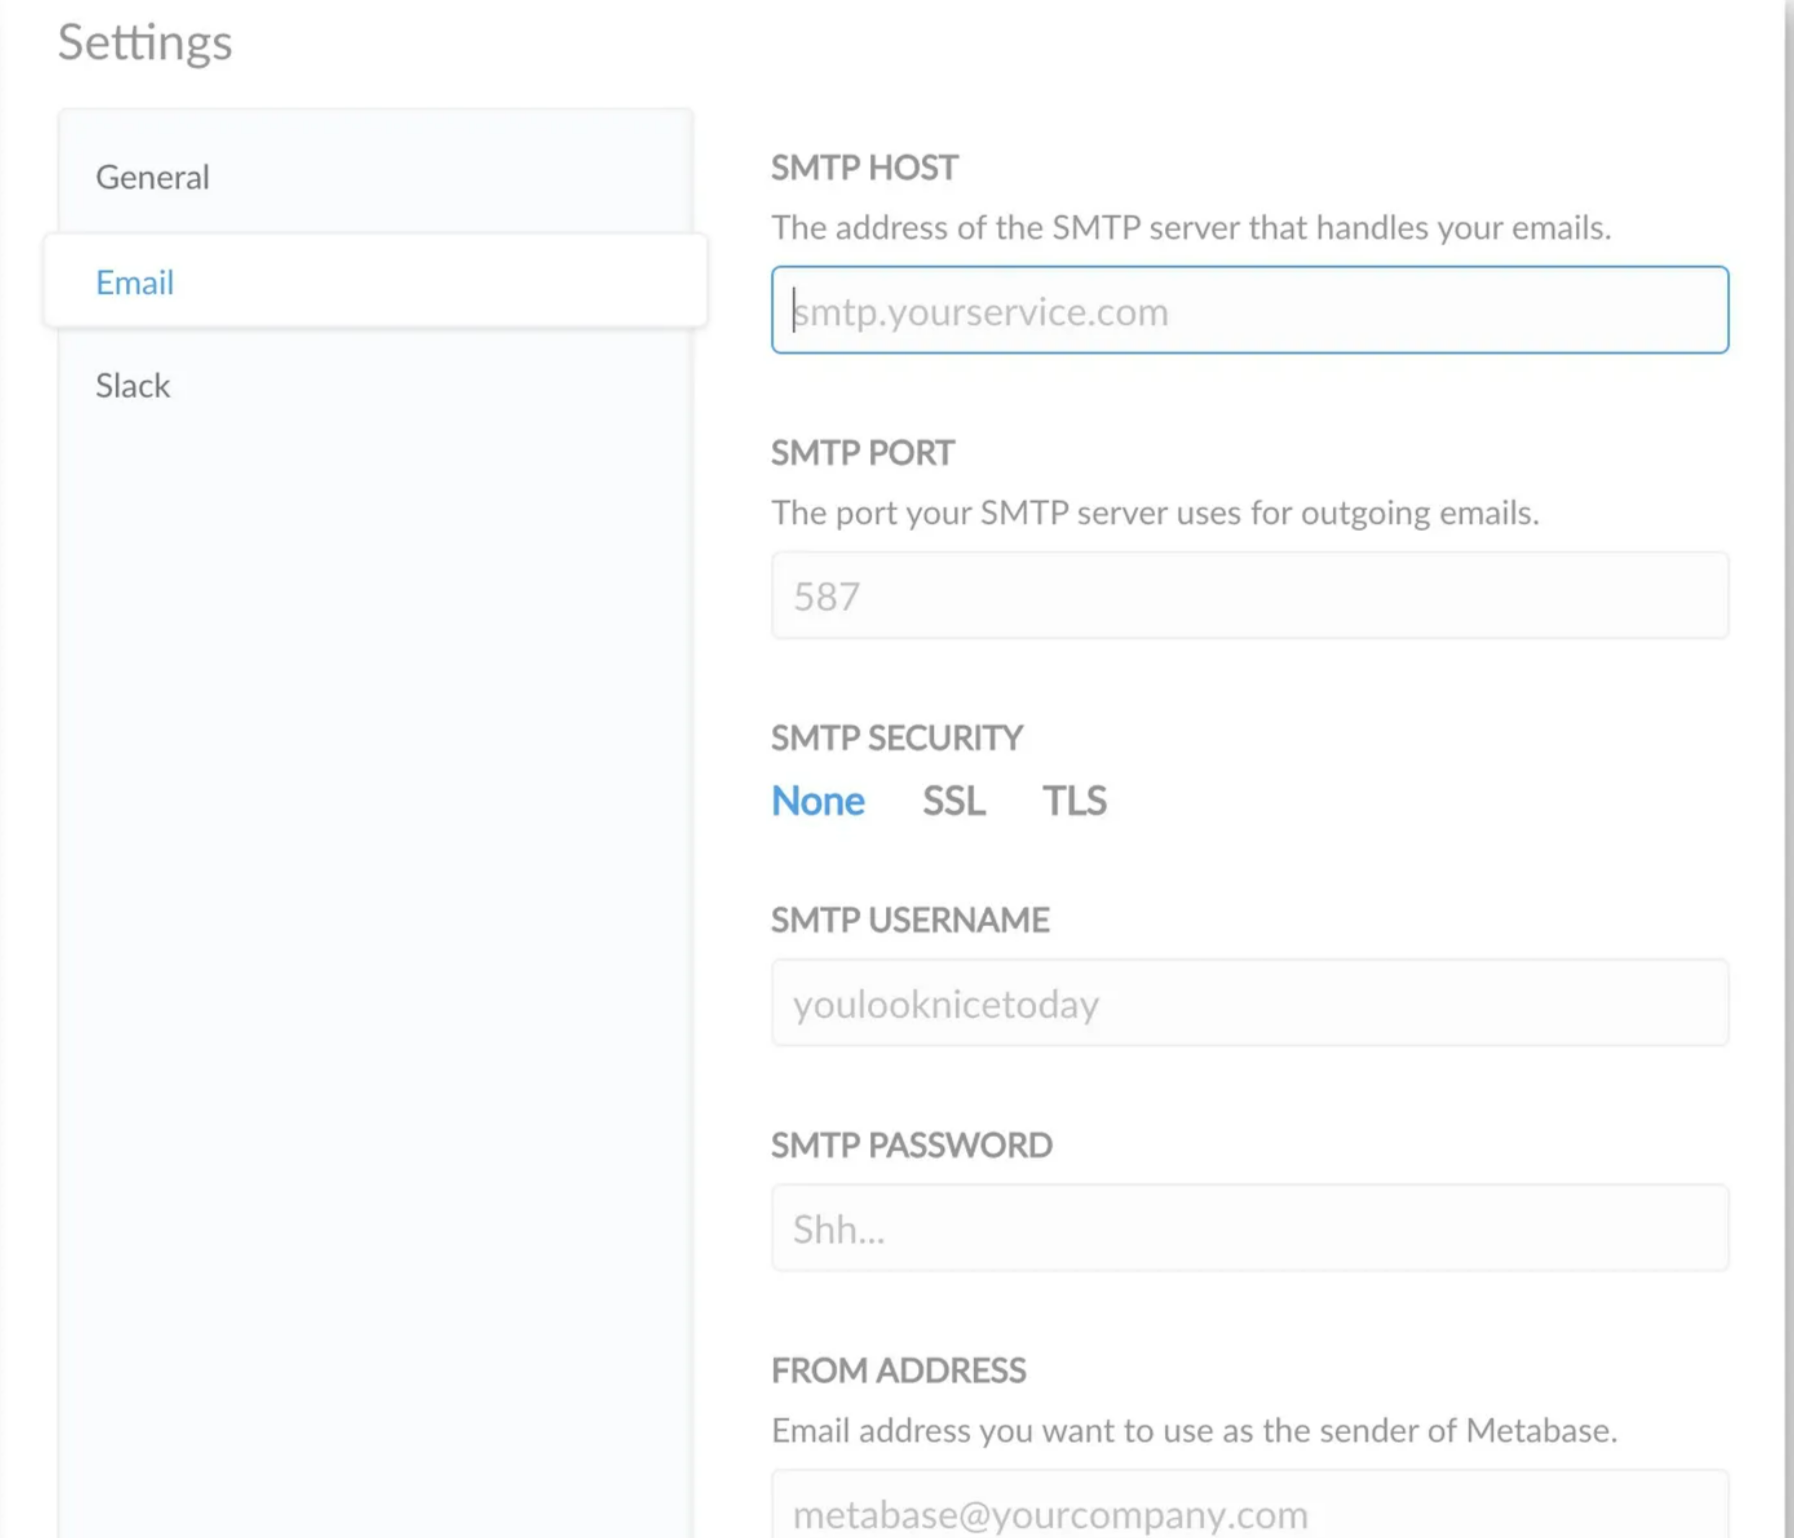 Settings
General
Email
Slack
SMTP HOST
The address of the SMTP server that handles your emails.
smtp.yourservice.com
SMTP PORT
The port your SMTP server uses for outgoing emails.
587
SMTP SECURITY
None SSL TLS
SMTP USERNAME
youlooknicetoday
SMTP PASSWORD
Shh...
FROM ADDRESS
Email address you want to use as the sender of Metabase.
metabase@yourcompany.com